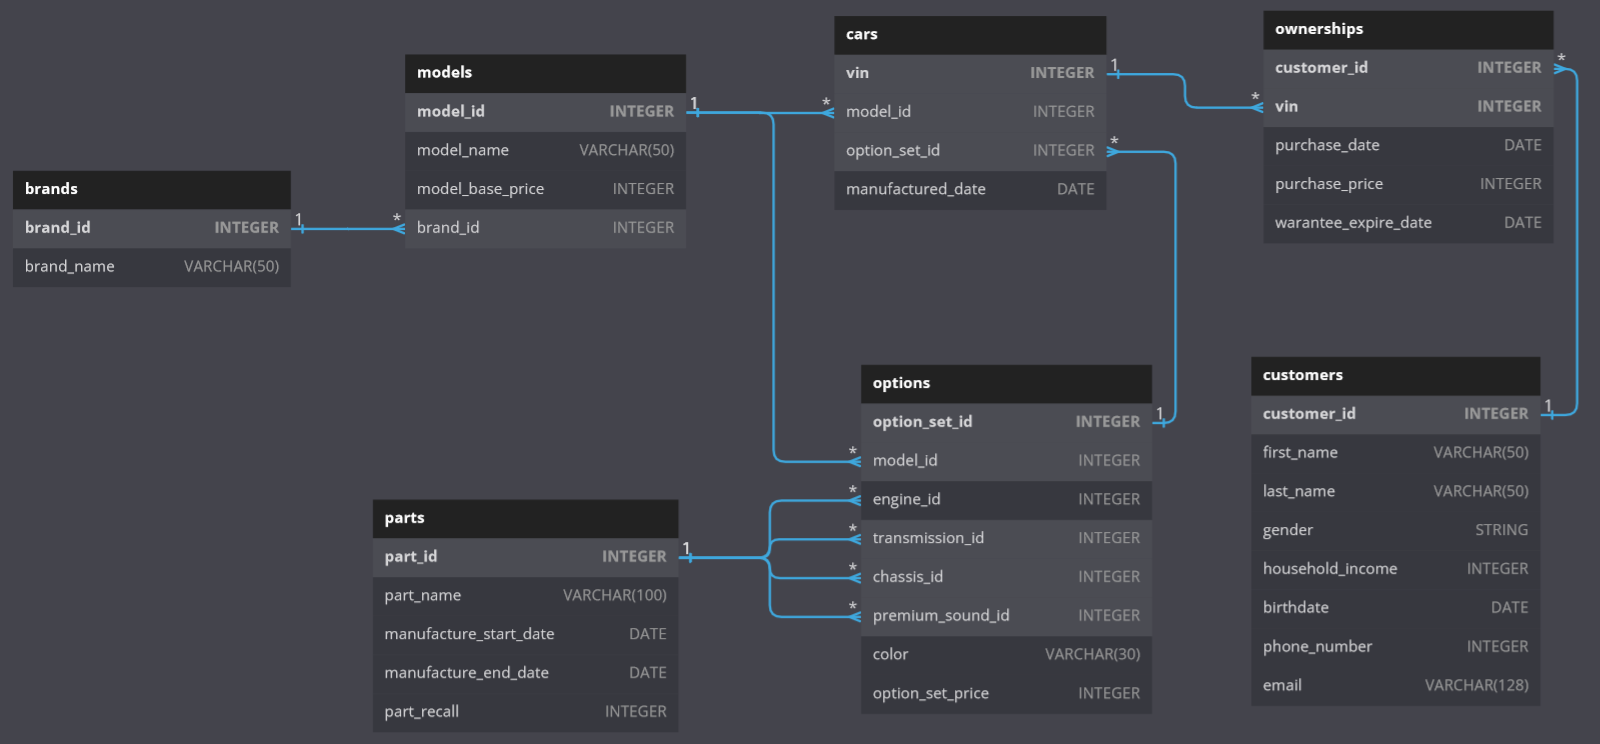 brands
brand_id INTEGER
brand_name VARCHAR(50)
1
*
models
model_id INTEGER
model_name VARCHAR(50)
model_base_price INTEGER
brand_id INTEGER
1
*
cars
vin INTEGER
model_id INTEGER
option_set_id INTEGER
manufactured_date DATE
1
*
*
ownerships
customer_id INTEGER
vin INTEGER
purchase_date DATE
purchase_price INTEGER
warantee_expire_date DATE
*
parts
part_id INTEGER
part_name VARCHAR(100)
manufacture_start_date DATE
manufacture_end_date DATE
part_recall INTEGER
1
*
*
*
*
*
options
option_set_id INTEGER
model_id INTEGER
engine_id INTEGER
transmission_id INTEGER
chassis_id INTEGER
premium_sound_id INTEGER
color VARCHAR(30)
option_set_price INTEGER
1
customers
customer_id INTEGER
first_name VARCHAR(50)
last_name VARCHAR(50)
gender STRING
household_income INTEGER
birthdate DATE
phone_number INTEGER
email VARCHAR(128)
1